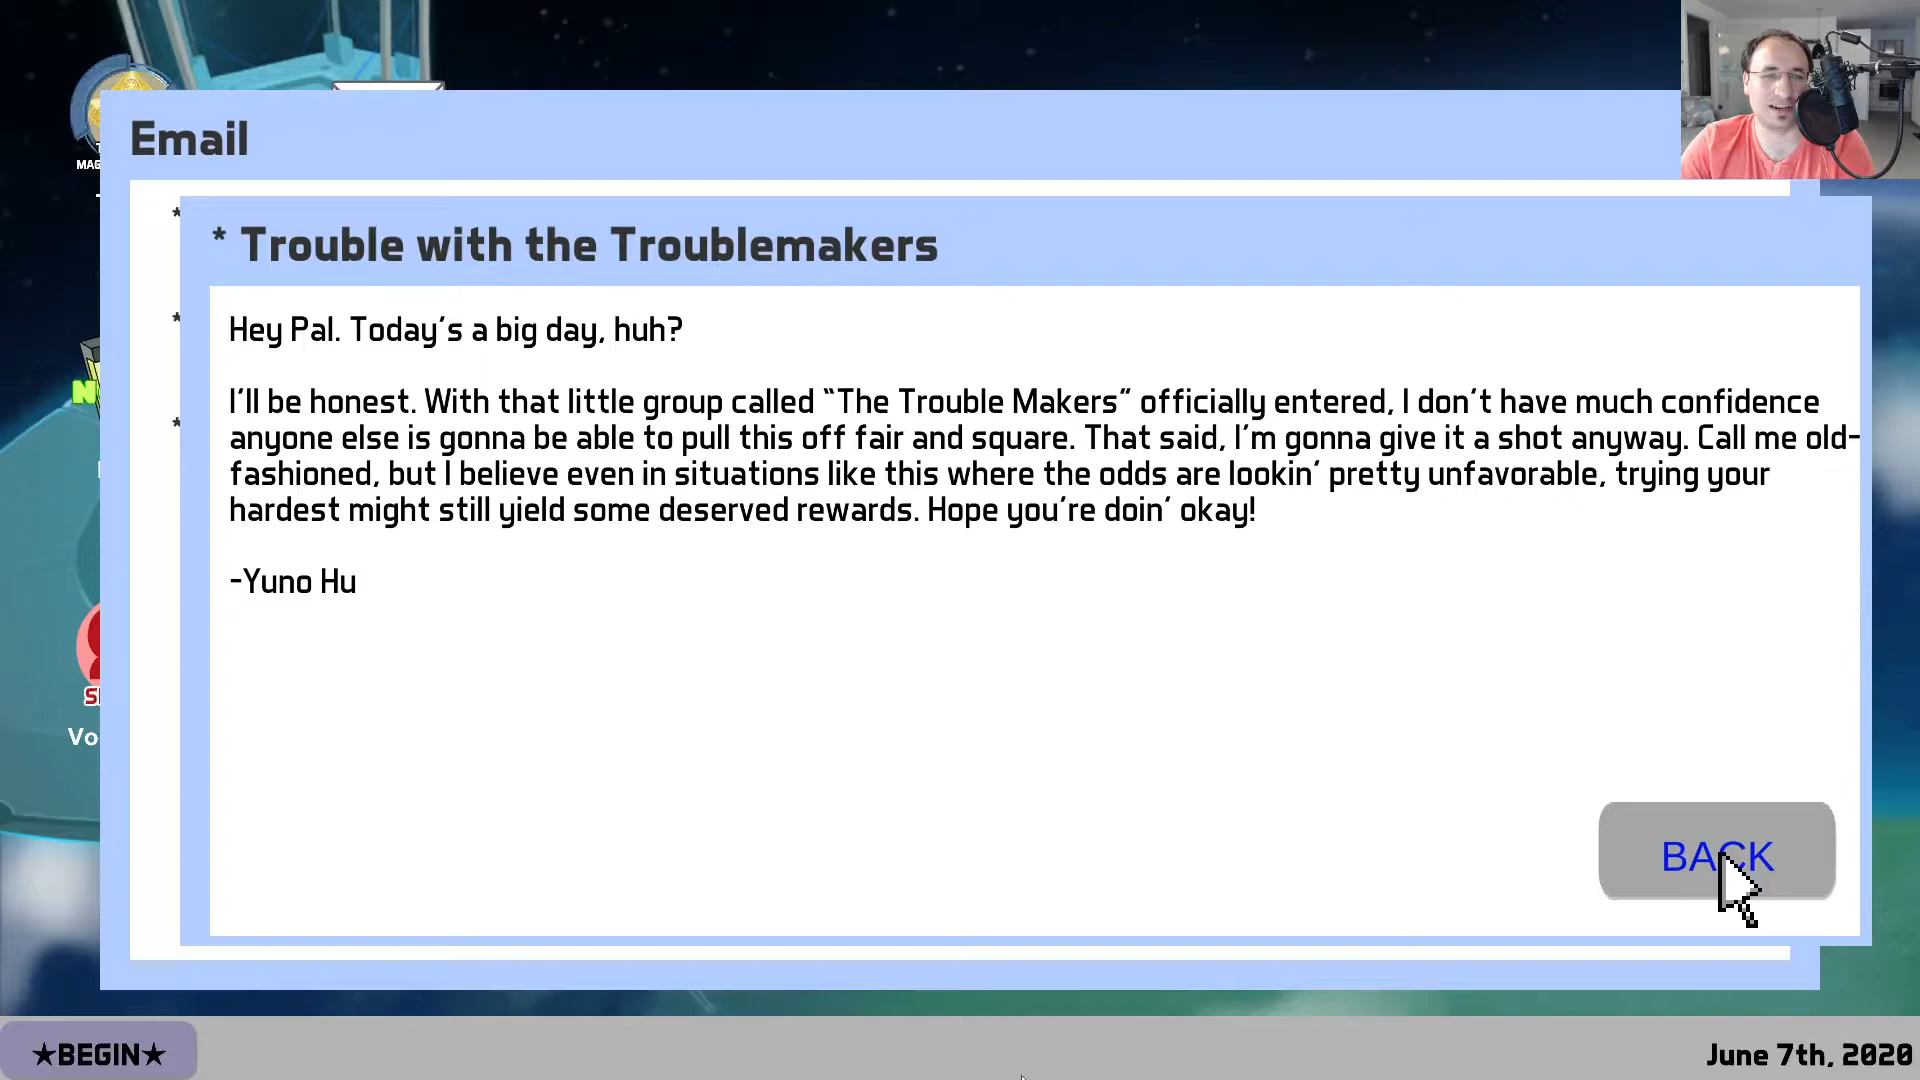 MAG
Email
*
* Trouble with the Troublemakers
Hey Pal. Today's a big day, huh?
*
I'll be honest. With that little group called “The Trouble Makers” officially entered, I don't have much confidence
*
anyone else is gonna be able to pull this off fair and square. That said, I'm gonna give it a shot anyway. Call me old-
fashioned, but I believe even in situations like this where the odds are lookin' pretty unfavorable, trying your
hardest might still yield some deserved rewards. Hope you're doin' okay!
-Yuno Hu
Vo
BACK
★BEGIN★
June 7th, 2020